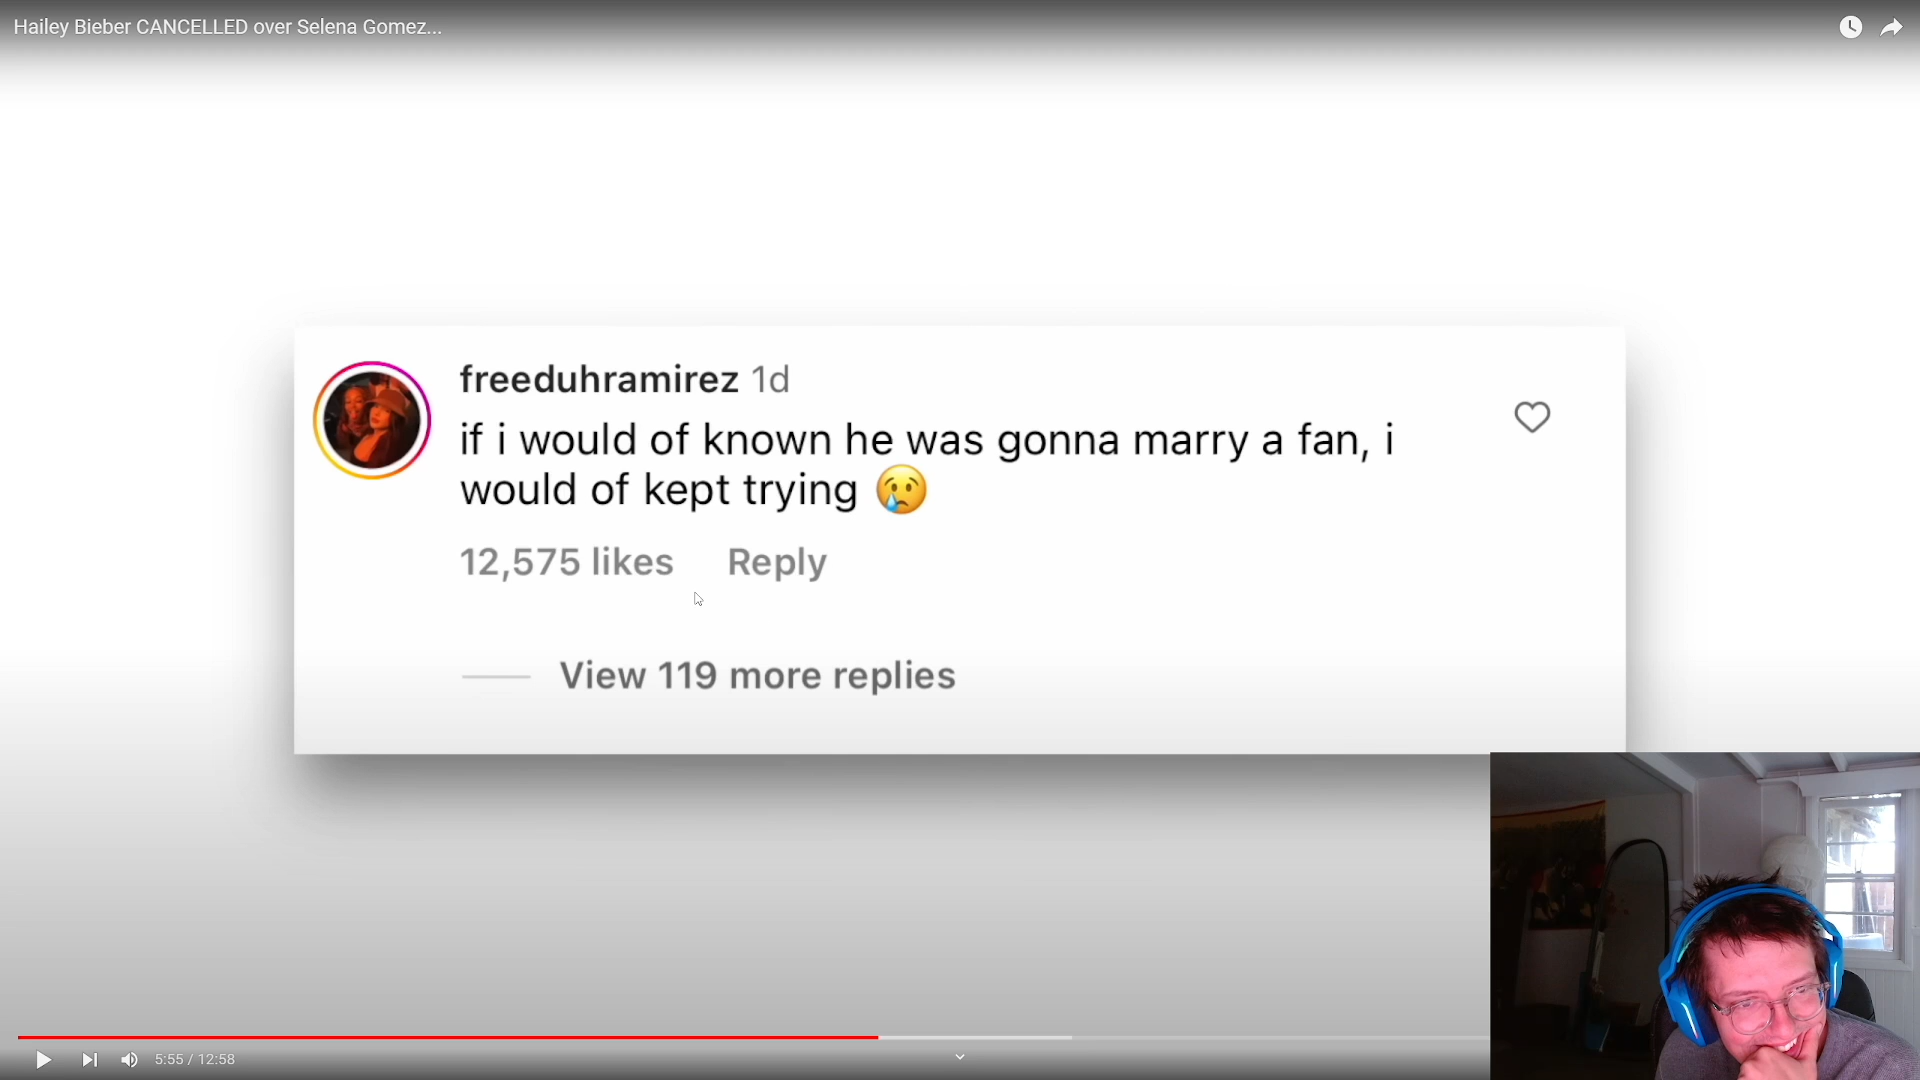 Hailey Bieber CANCELLED over Selena Gomez...
freeduhramirez 1d
if i would of known he was gonna marry a fan, i
would of kept trying 😢
12,575 likes Reply
View 119 more replies
5:55 / 12:58